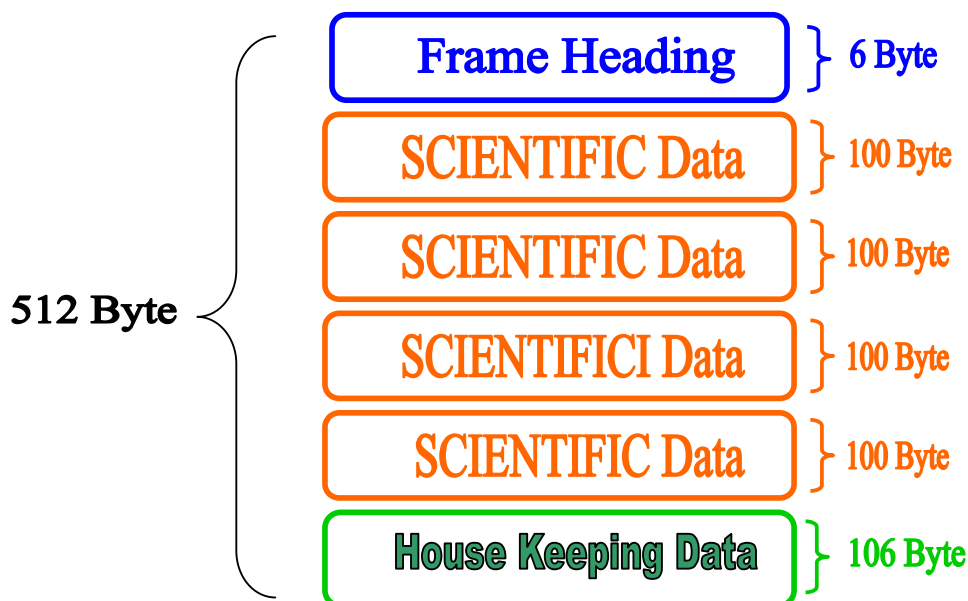 Frame Heading 6 Byte
SCIENTIFIC Data 100 Byte
SCIENTIFIC Data 100 Byte
512 Byte
SCIENTIFICI Data 100 Byte
SCIENTIFIC Data 100 Byte
House Keeping Data 106 Byte